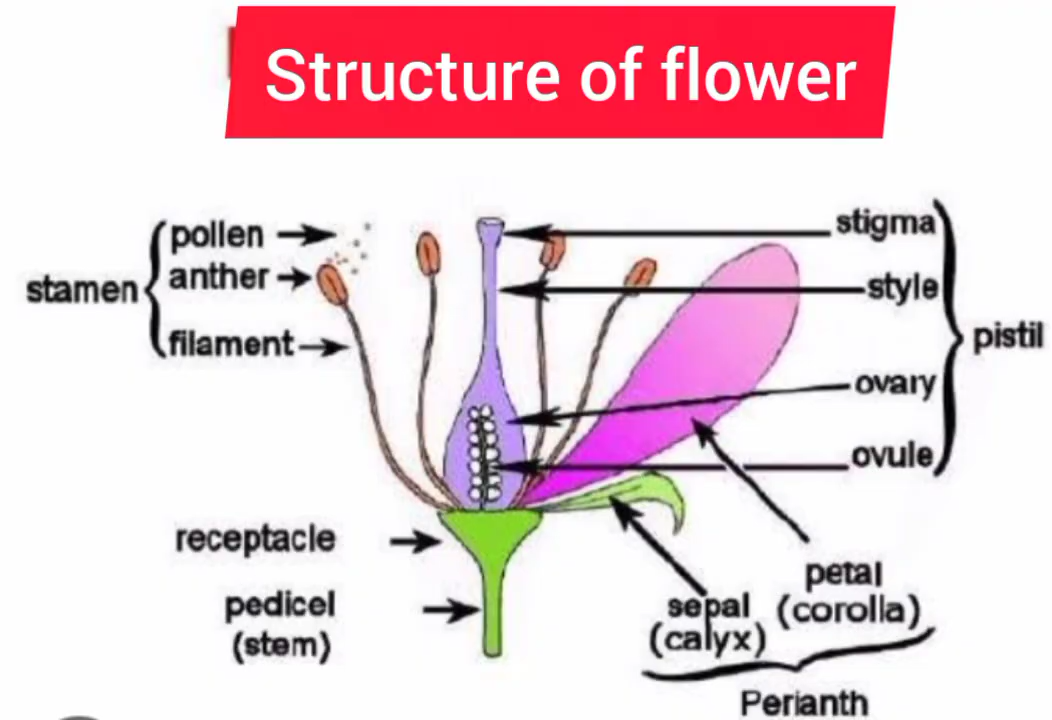 Structure of flower
pollen
anther
stamen
filament
stigma
style
pistil
ovary
ovule
receptacle
pedicel
(stem)
petal
(corolla)
sepal
(calyx)
Perianth